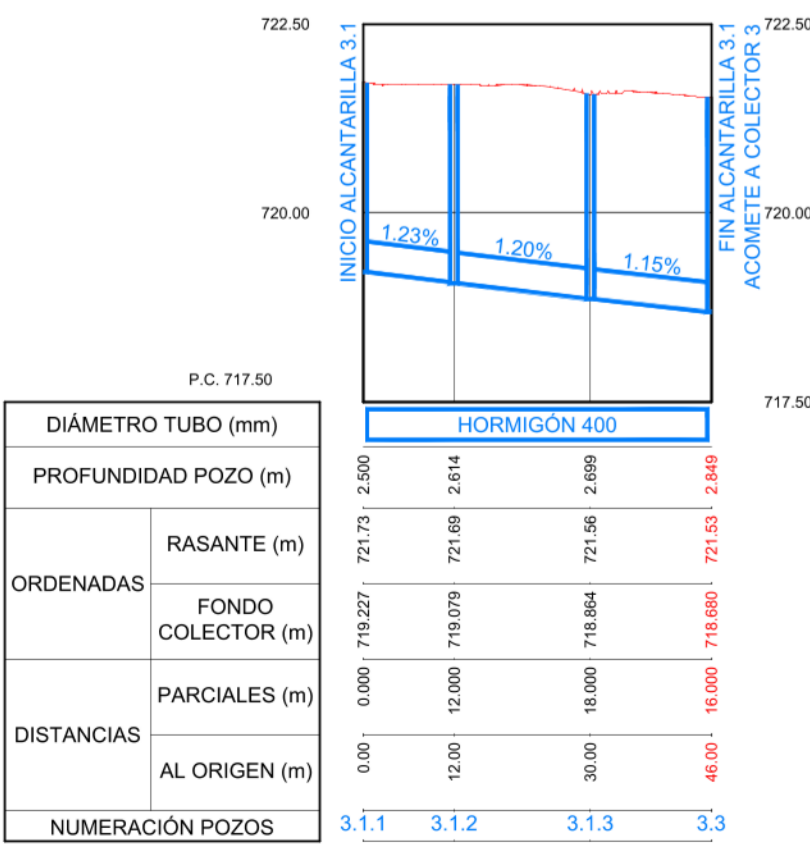 722.50
722.50
INICIO ALCANTARILLA 3.1
FIN ALCANTARILLA 3.1
ACOMETE A COLECTOR 3
720.00
720.00
1.23%
1.20%
1.15%
P.C. 717.50
717.50
DIÁMETRO TUBO (mm)
HORMIGÓN 400
PROFUNDIDAD POZO (m)
2.500
2.614
2.699
2.849
ORDENADAS
RASANTE (m)
721.73
721.69
721.56
721.53
FONDO
COLECTOR (m)
719.227
719.079
718.864
718.680
DISTANCIAS
PARCIALES (m)
0.000
12.000
18.000
16.000
AL ORIGEN (m)
0.00
12.00
30.00
46.00
NUMERACIÓN POZOS
3.1.1
3.1.2
3.1.3
3.3